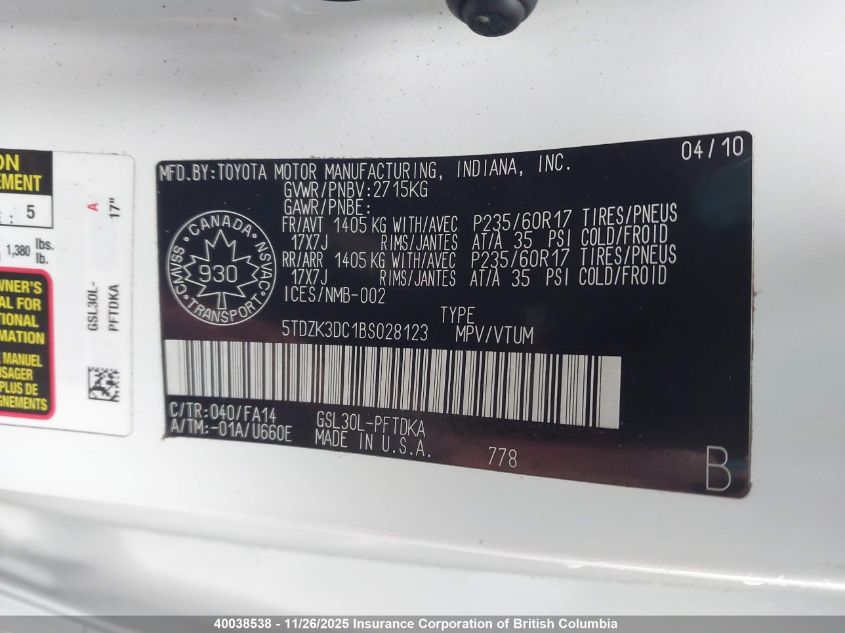 ON
EMENT
E : 5
1,380 lbs.
lb.
WNER'S
AL FOR
TIONAL
RMATION
E MANUEL
USAGER
PLUS DE
GNEMENTS
A 17"
GSL30L-
PFTDKA
MFD.BY:TOYOTA MOTOR MANUFACTURING, INDIANA, INC. 04/10
GVWR/PNBV:2715KG
GAWR/PNBE:
FR/AVT 1405 KG WITH/AVEC P235/60R17 TIRES/PNEUS
17X7J RIMS/JANTES AT/À 35 PSI COLD/FROID
RR/ARR 1405 KG WITH/AVEC P235/60R17 TIRES/PNEUS
17X7J RIMS/JANTES AT/À 35 PSI COLD/FROID
ICES/NMB-002
CANADA
CMVSS 930 NSVAC
TRANSPORT
TYPE
5TDZK3DC1BS028123 MPV/VTUM
C/TR:040/FA14 GSL30L-PFTDKA
A/TM:-01A/U660E MADE IN U.S.A. 778 B
40038538 - 11/26/2025 Insurance Corporation of British Columbia